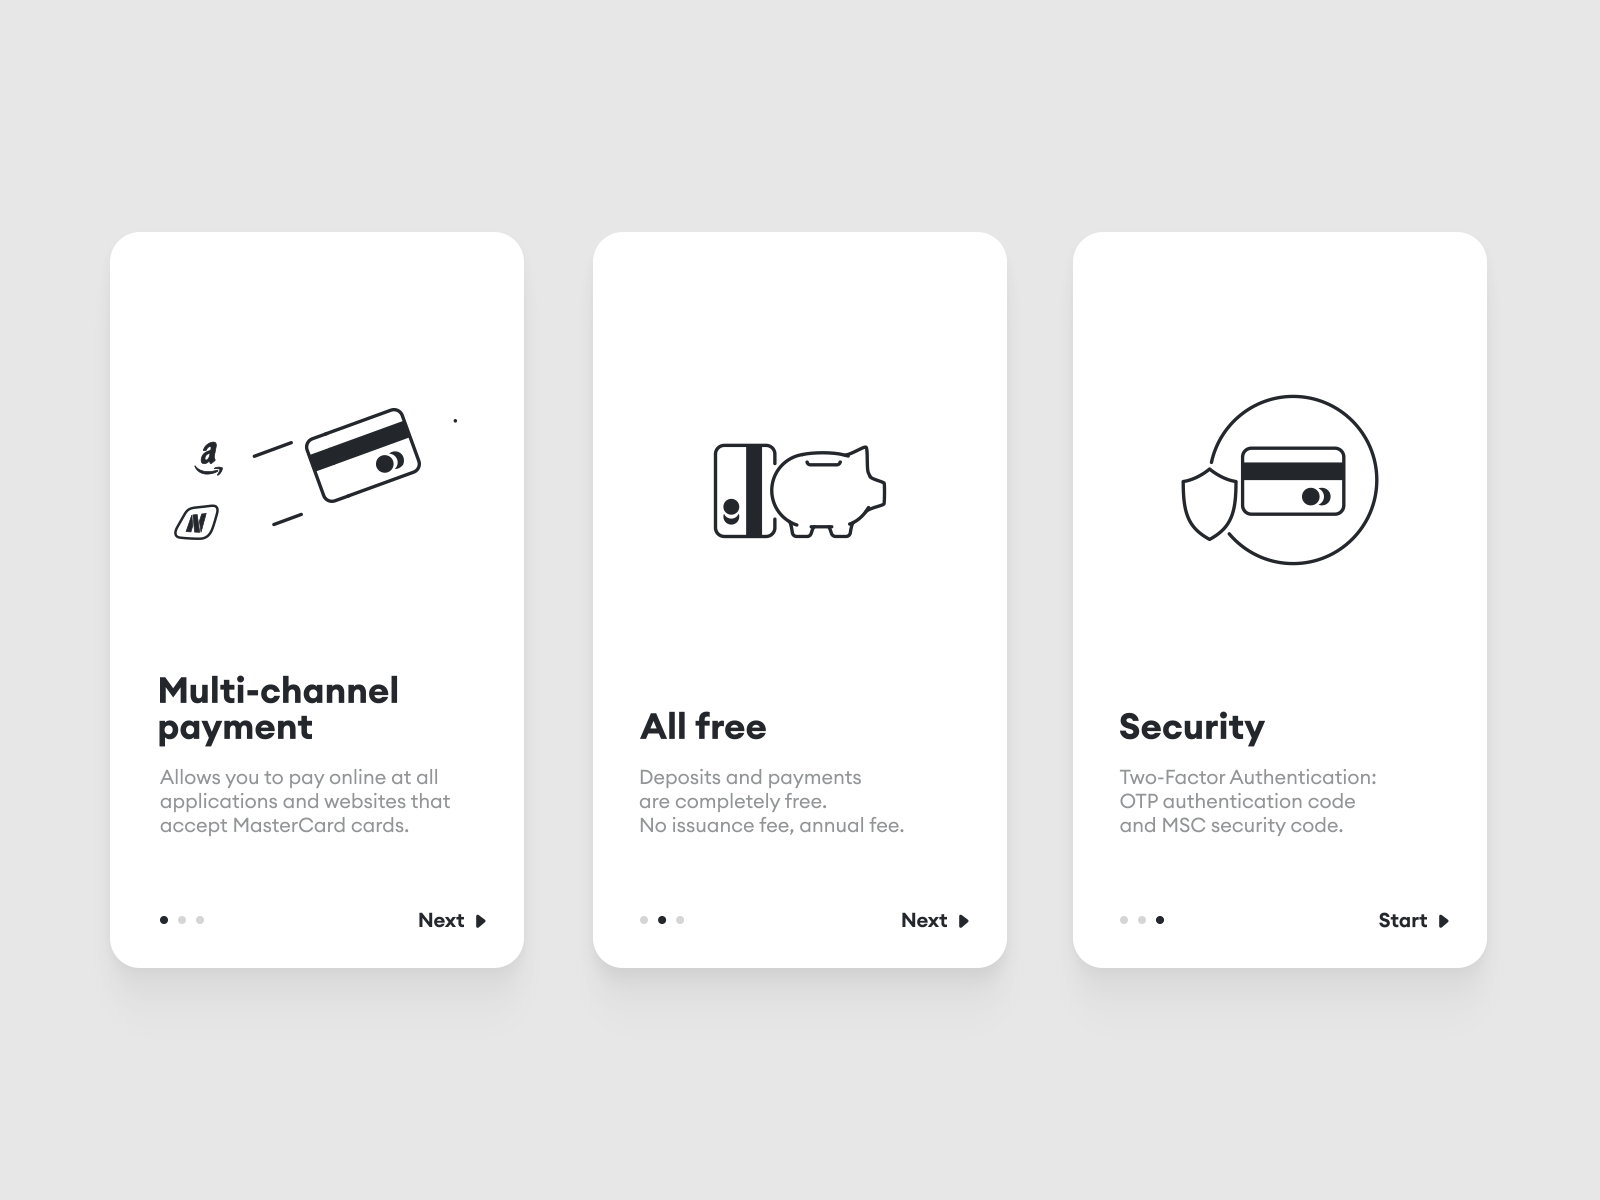 a
N
Multi-channel
payment
Allows you to pay online at all
applications and websites that
accept MasterCard cards.
Next
All free
Deposits and payments
are completely free.
No issuance fee, annual fee.
Next
Security
Two-Factor Authentication:
OTP authentication code
and MSC security code.
Start